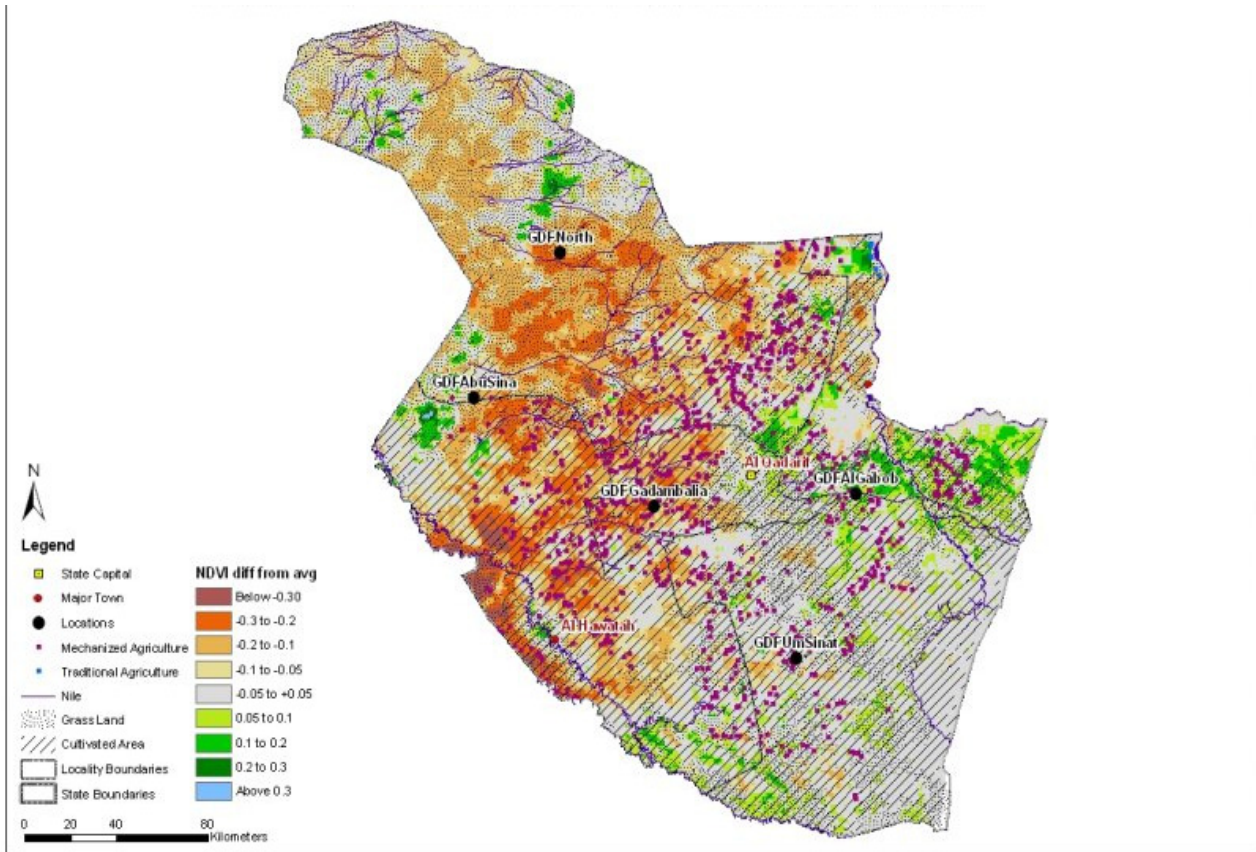 GDFNorth
GDFAbuSina
Al Qadarif
GDFAlGabob
GDFGadambalia
Al Hawatah
GDFUmSinat
N
Legend
State Capital
Major Town
Locations
Mechanized Agriculture
Traditional Agriculture
Nile
Grass Land
Cultivated Area
Locality Boundaries
State Boundaries
NDVI diff from avg
Below -0.30
-0.3 to -0.2
-0.2 to -0.1
-0.1 to -0.05
-0.05 to +0.05
0.05 to 0.1
0.1 to 0.2
0.2 to 0.3
Above 0.3
0 20 40 80
Kilometers